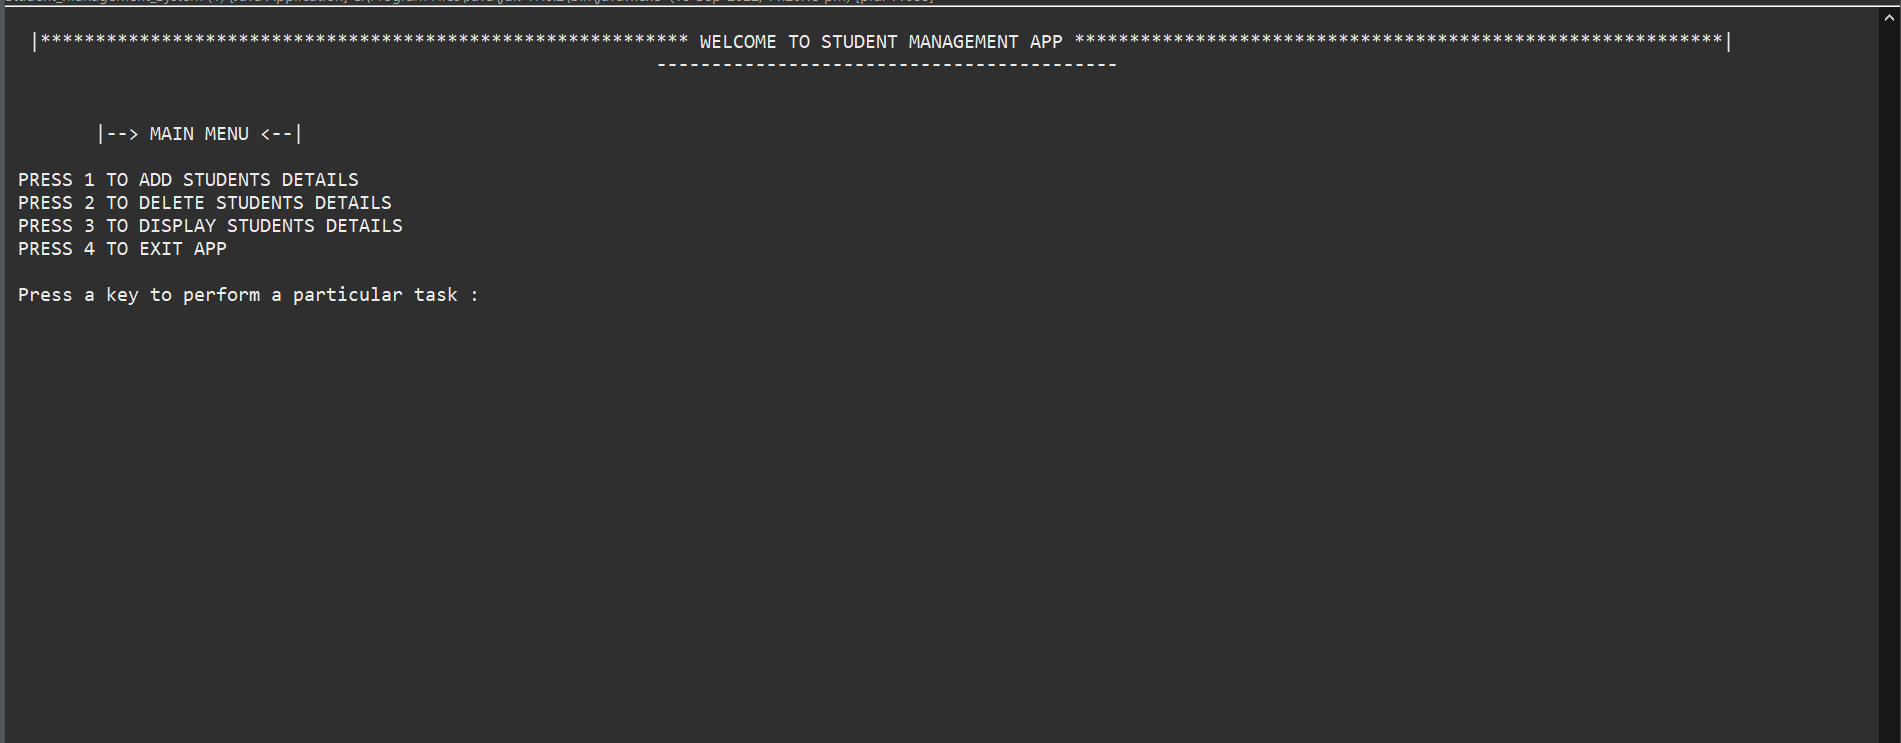 |*********************************************************** WELCOME TO STUDENT MANAGEMENT APP ***********************************************************|
------------------------------------------
|--> MAIN MENU <--|
PRESS 1 TO ADD STUDENTS DETAILS
PRESS 2 TO DELETE STUDENTS DETAILS
PRESS 3 TO DISPLAY STUDENTS DETAILS
PRESS 4 TO EXIT APP
Press a key to perform a particular task :